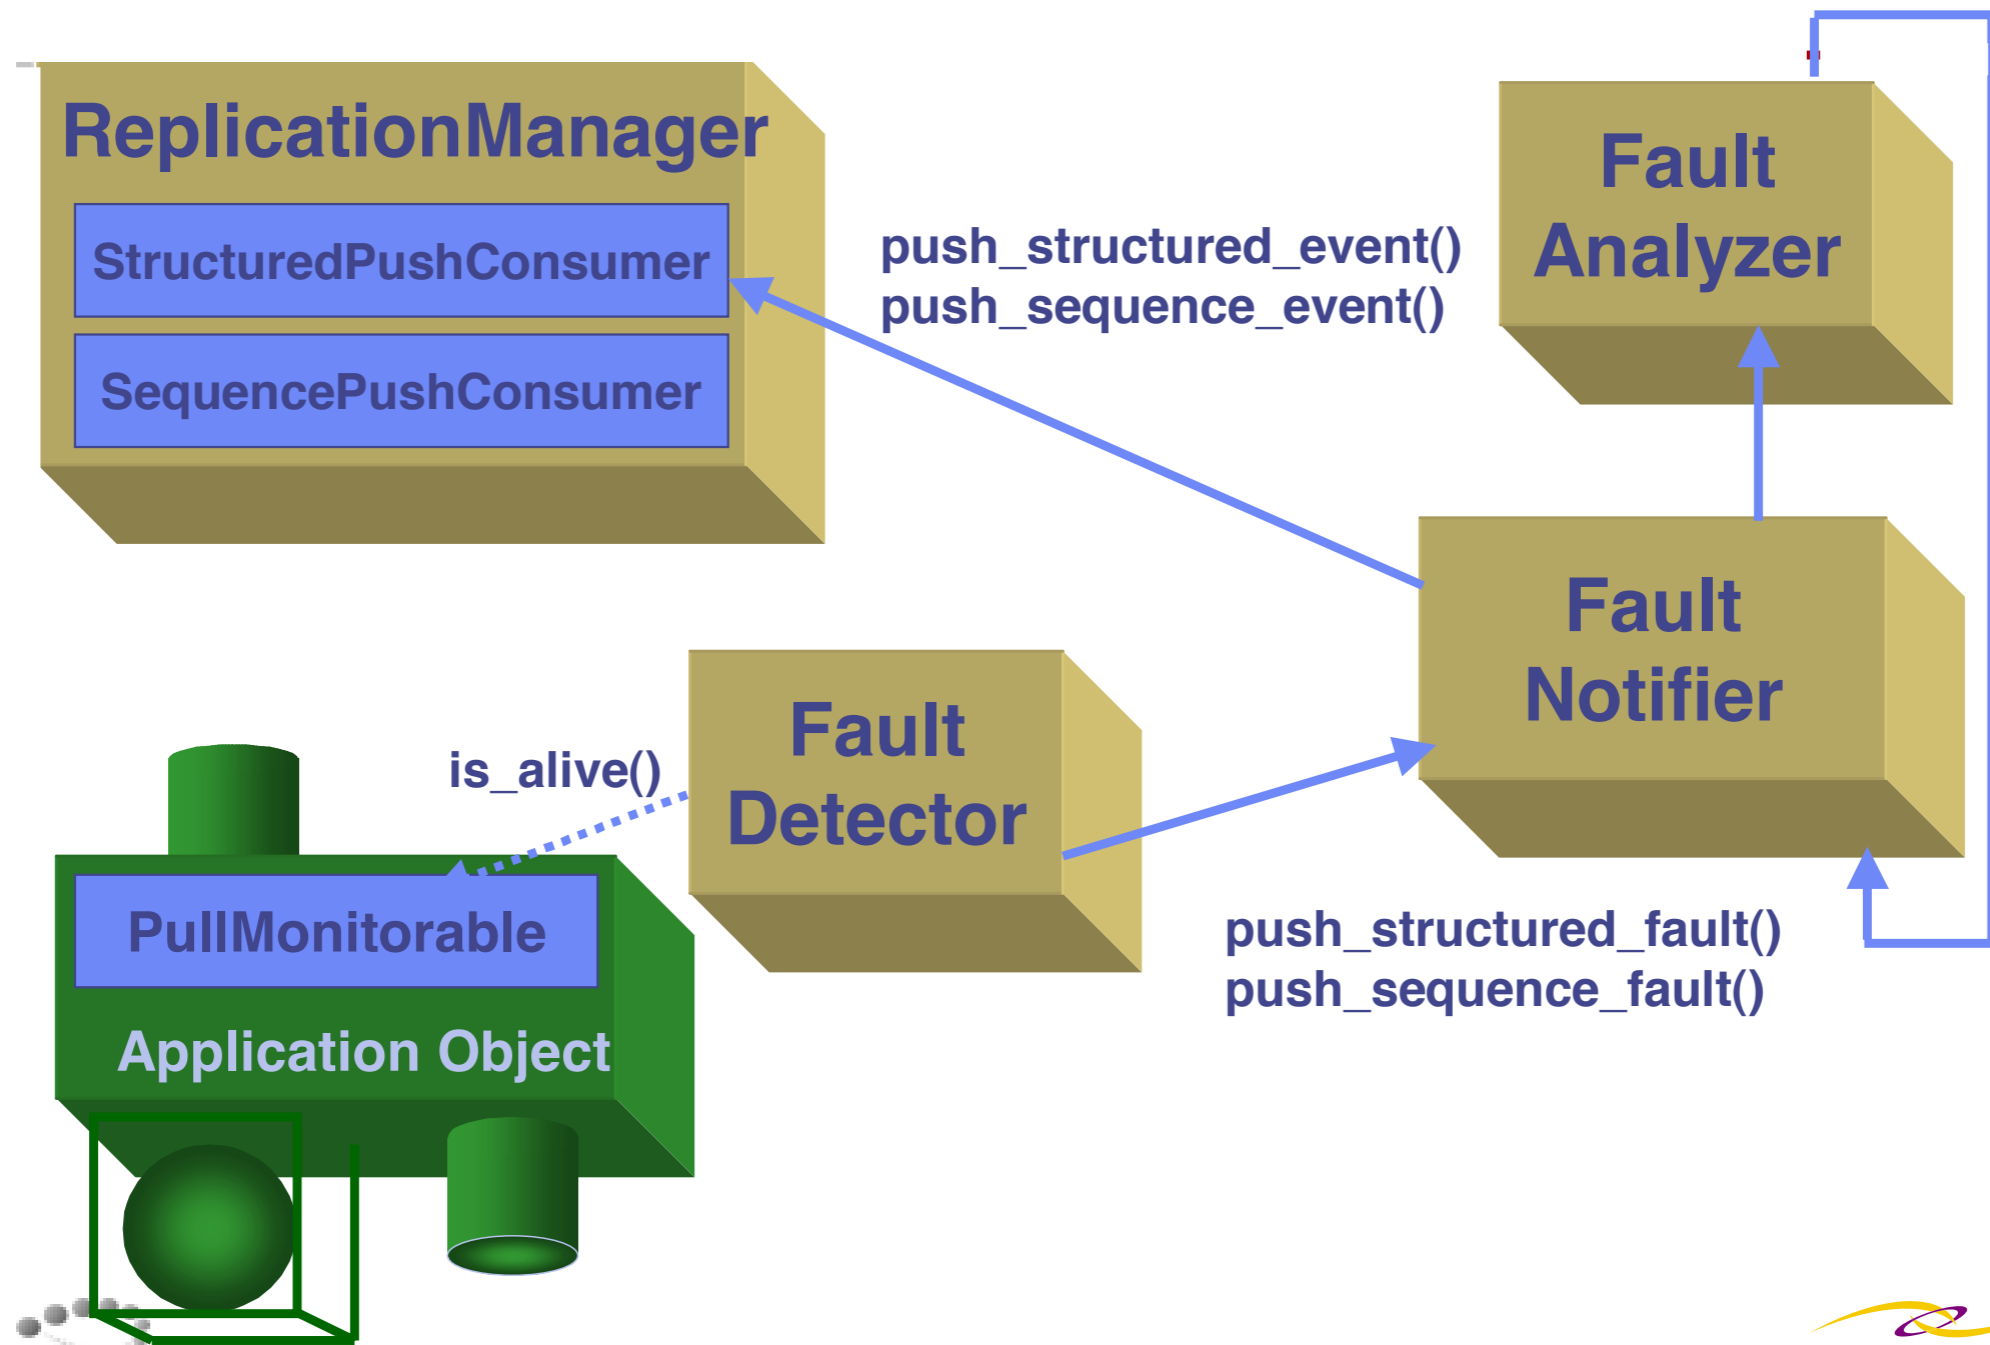 ReplicationManager
StructuredPushConsumer
SequencePushConsumer
push_structured_event()
push_sequence_event()
Fault
Analyzer
Fault
Notifier
Fault
Detector
is_alive()
PullMonitorable
Application Object
push_structured_fault()
push_sequence_fault()